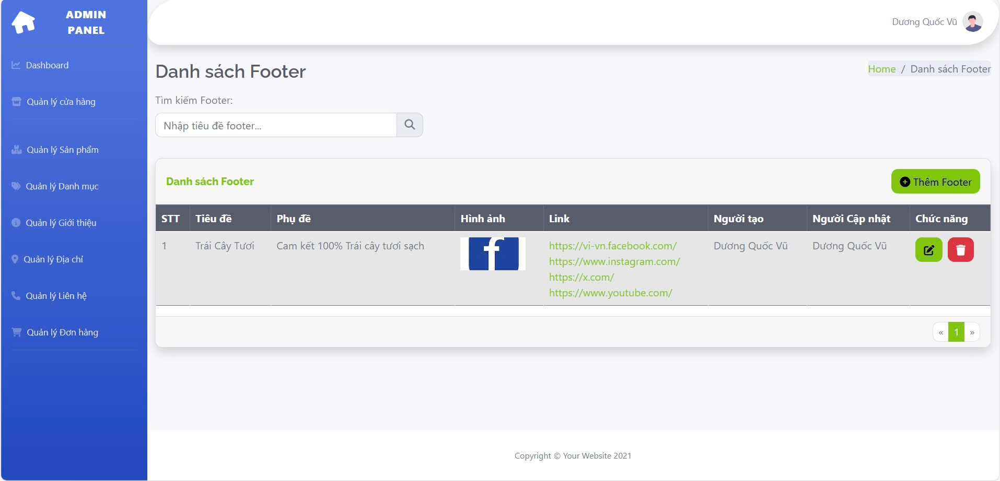 ADMIN
PANEL
Dương Quốc Vũ
Dashboard
Quản lý cửa hàng
Quản lý Sản phẩm
Quản lý Danh mục
Quản lý Giới thiệu
Quản lý Địa chỉ
Quản lý Liên hệ
Quản lý Đơn hàng
Danh sách Footer
Home / Danh sách Footer
Tìm kiếm Footer:
Nhập tiêu đề footer...
Danh sách Footer
Thêm Footer
STT Tiêu đề Phụ đề Hình ảnh Link Người tạo Người Cập nhật Chức năng
1 Trái Cây Tươi Cam kết 100% Trái cây tươi sạch f https://vi-vn.facebook.com/ Dương Quốc Vũ Dương Quốc Vũ
https://www.instagram.com/
https://x.com/
https://www.youtube.com/
« 1 »
Copyright © Your Website 2021